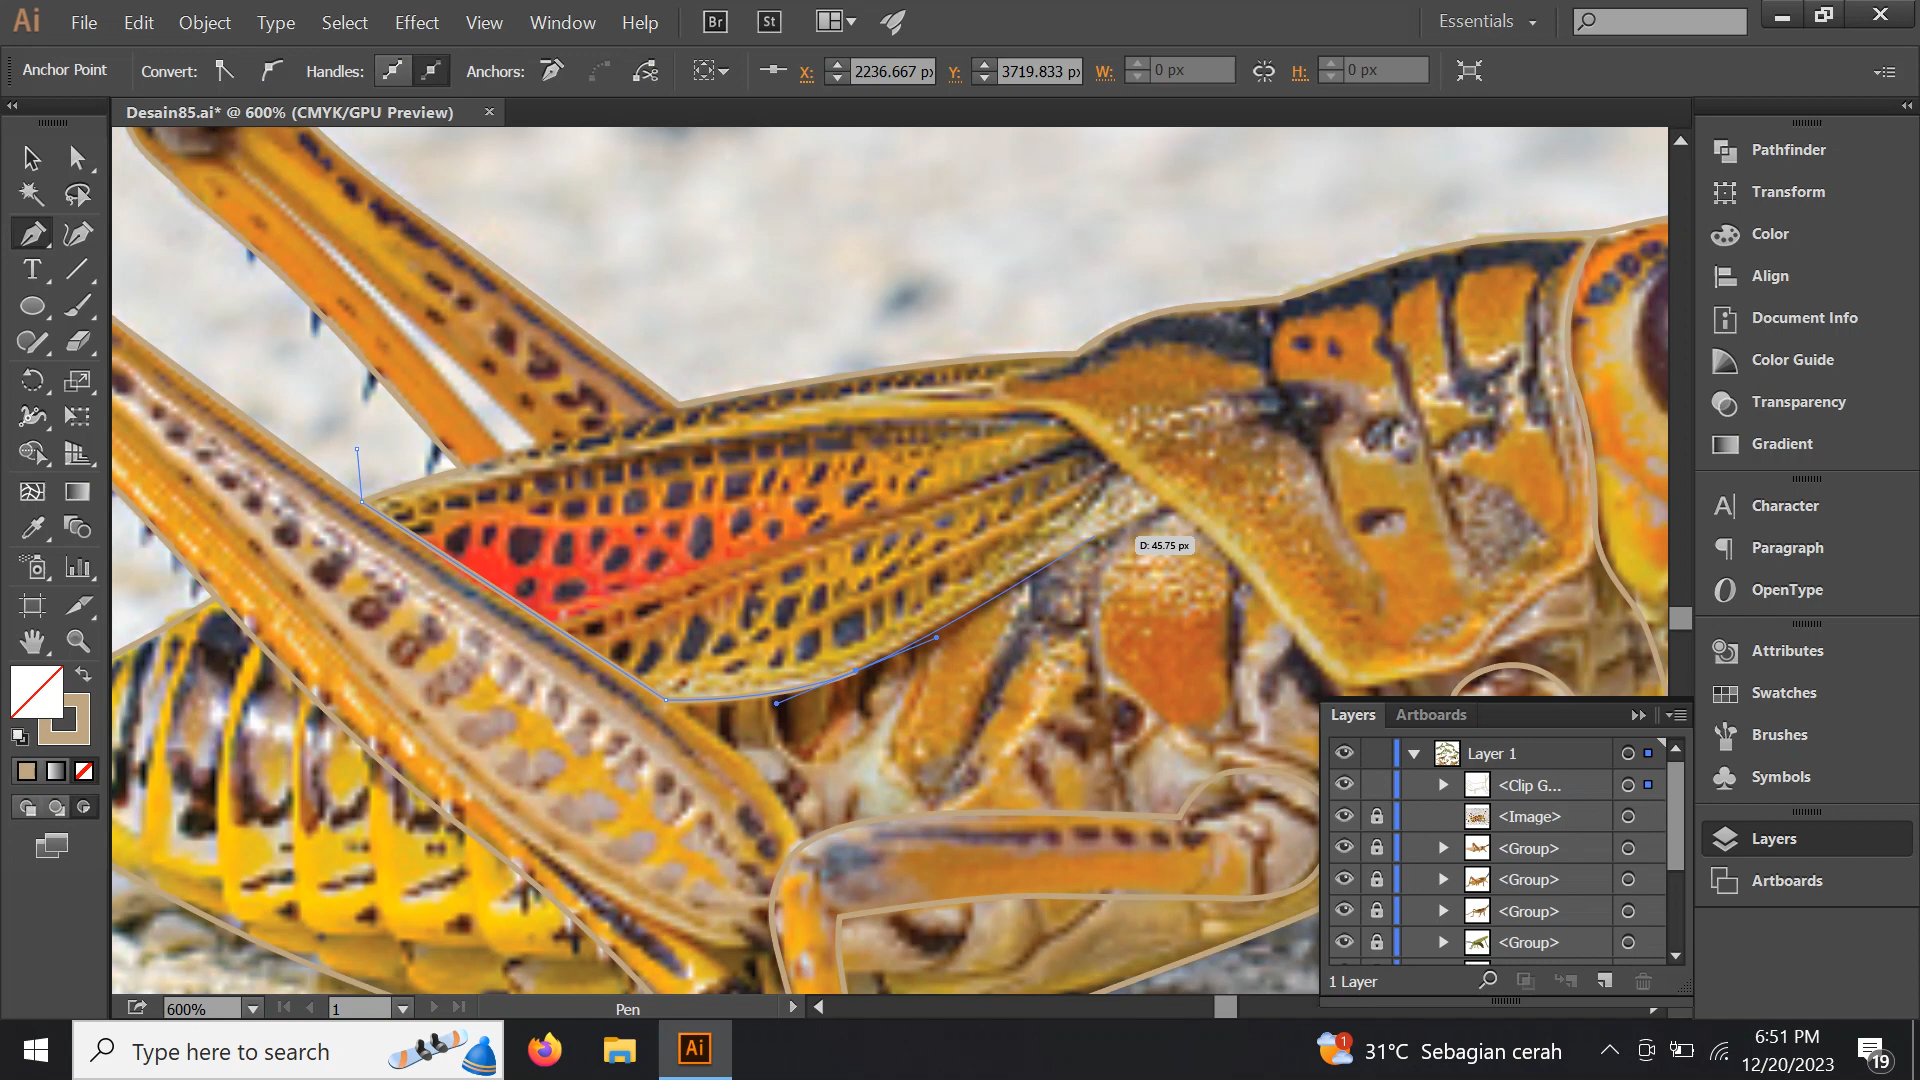 Ai File Edit Object Type Select Effect View Window Help Br St Essentials
Anchor Point Convert: Handles: Anchors: X: 2236.667 px Y: 3719.833 px W: 0 px H: 0 px
Desain85.ai* @ 600% (CMYK/GPU Preview)
Pathfinder
Transform
Color
Align
Document Info
Color Guide
Transparency
Gradient
Character
Paragraph
OpenType
Attributes
Swatches
Brushes
Symbols
Layers
Artboards
D: 45.75 px
Layers Artboards
Layer 1
<Clip G...
<Image>
<Group>
<Group>
<Group>
<Group>
1 Layer
600% 1 Pen
Type here to search
Ai
1
31°C Sebagian cerah
6:51 PM
12/20/2023
19